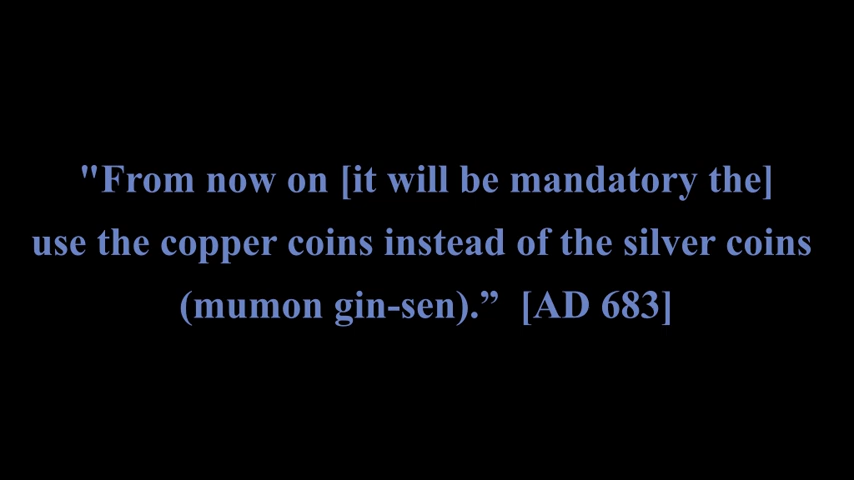 "From now on [it will be mandatory the]
use the copper coins instead of the silver coins
(mumon gin-sen).”  [AD 683]